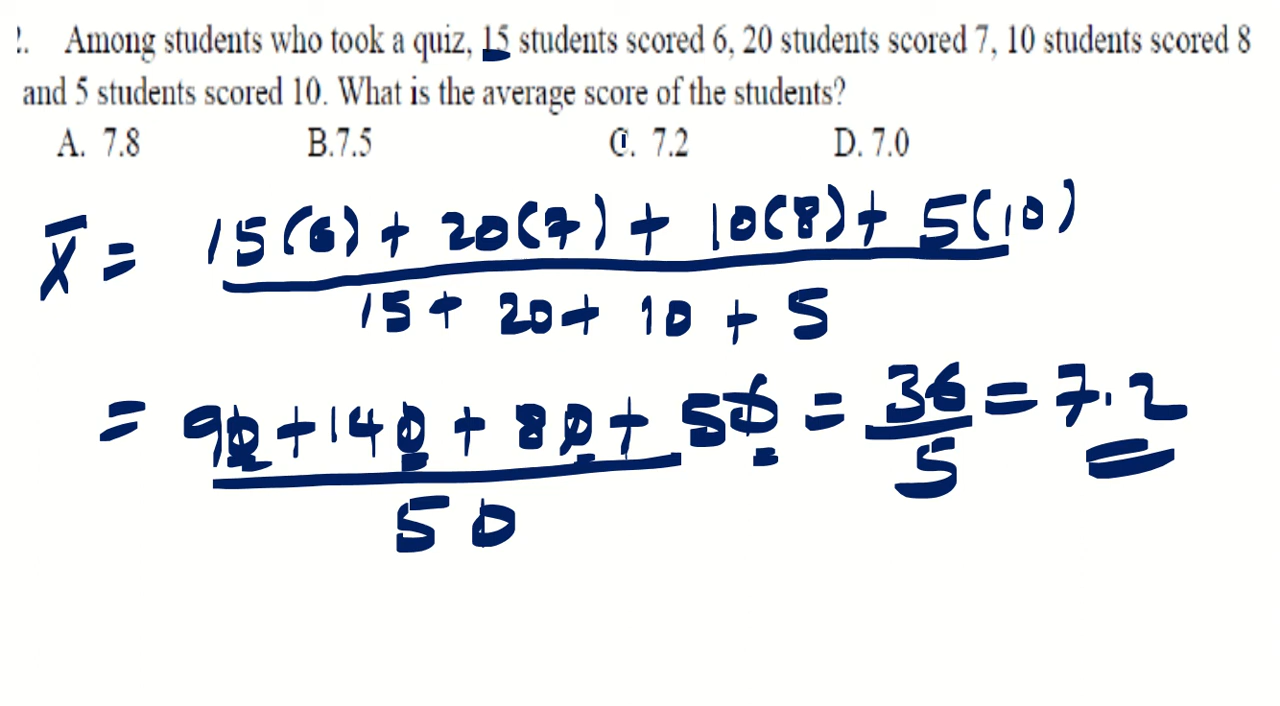 2. Among students who took a quiz, 15 students scored 6, 20 students scored 7, 10 students scored 8
and 5 students scored 10. What is the average score of the students?
A. 7.8 B.7.5 C. 7.2 D. 7.0
x̄ = 15(6) + 20(7) + 10(8) + 5(10)
15 + 20 + 10 + 5
= 90 + 140 + 80 + 50 = 36 = 7.2
50 5